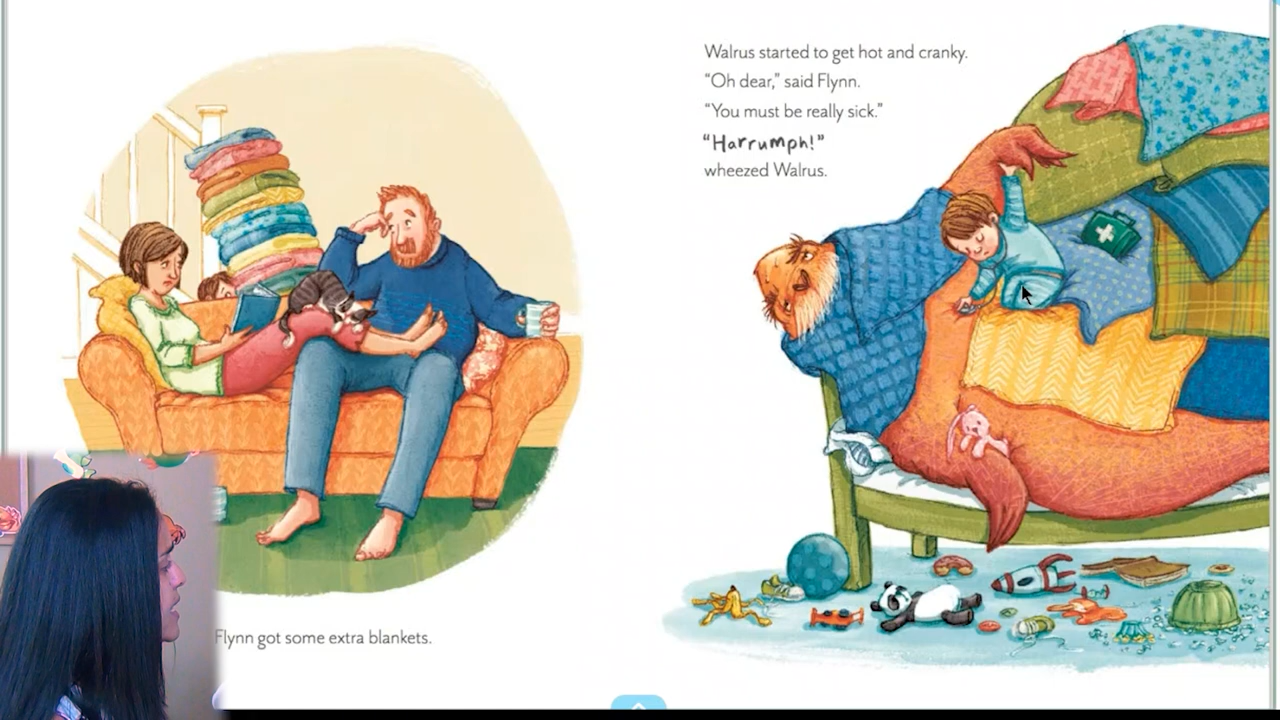 Flynn got some extra blankets.
Walrus started to get hot and cranky.
“Oh dear,” said Flynn.
“You must be really sick.”
“Harrumph!”
wheezed Walrus.